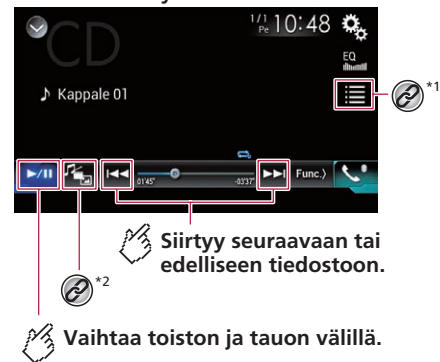 CD
1/1
Pe 10:48
EQ
♪ Kappale 01
*1
01'45" -03'37" Func.
Siirtyy seuraavaan tai
edelliseen tiedostoon.
*2
Vaihtaa toiston ja tauon välillä.